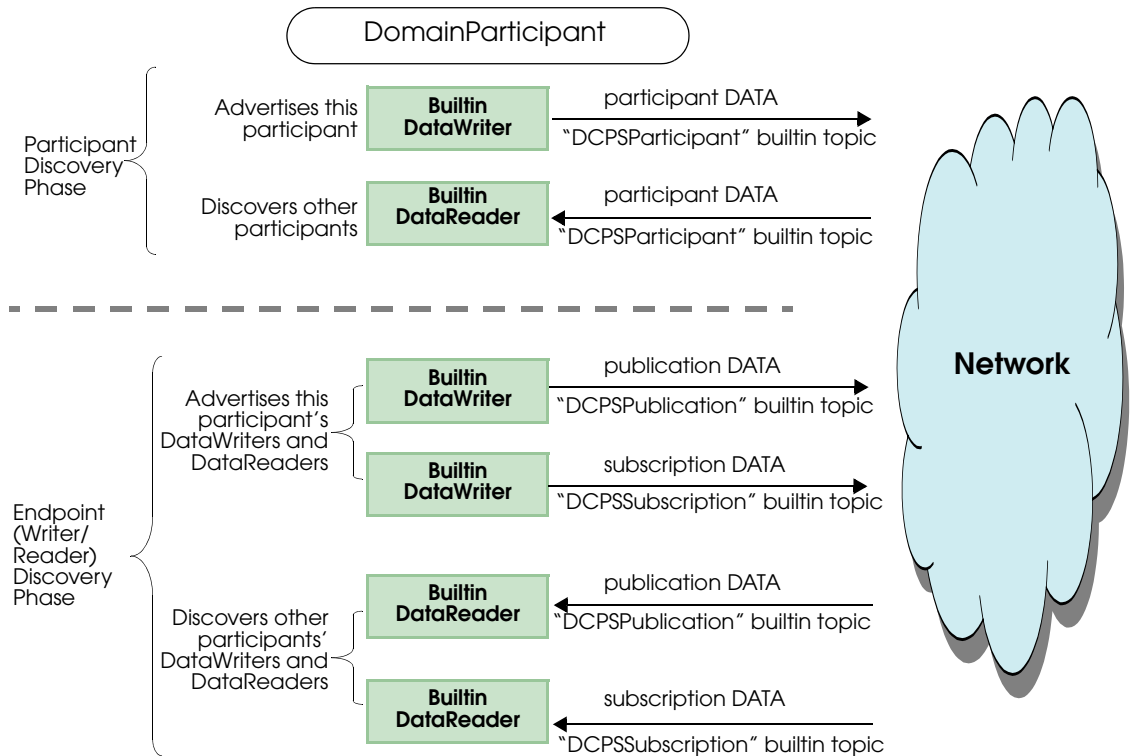 DomainParticipant
Participant
Discovery
Phase
Advertises this
participant
Builtin
DataWriter
participant DATA
“DCPSParticipant” builtin topic
Discovers other
participants
Builtin
DataReader
participant DATA
“DCPSParticipant” builtin topic
Network
Endpoint
(Writer/
Reader)
Discovery
Phase
Advertises this
participant’s
DataWriters and
DataReaders
Builtin
DataWriter
publication DATA
“DCPSPublication” builtin topic
Builtin
DataWriter
subscription DATA
“DCPSSubscription” builtin topic
Discovers other
participants’
DataWriters and
DataReaders
Builtin
DataReader
publication DATA
“DCPSPublication” builtin topic
Builtin
DataReader
subscription DATA
“DCPSSubscription” builtin topic